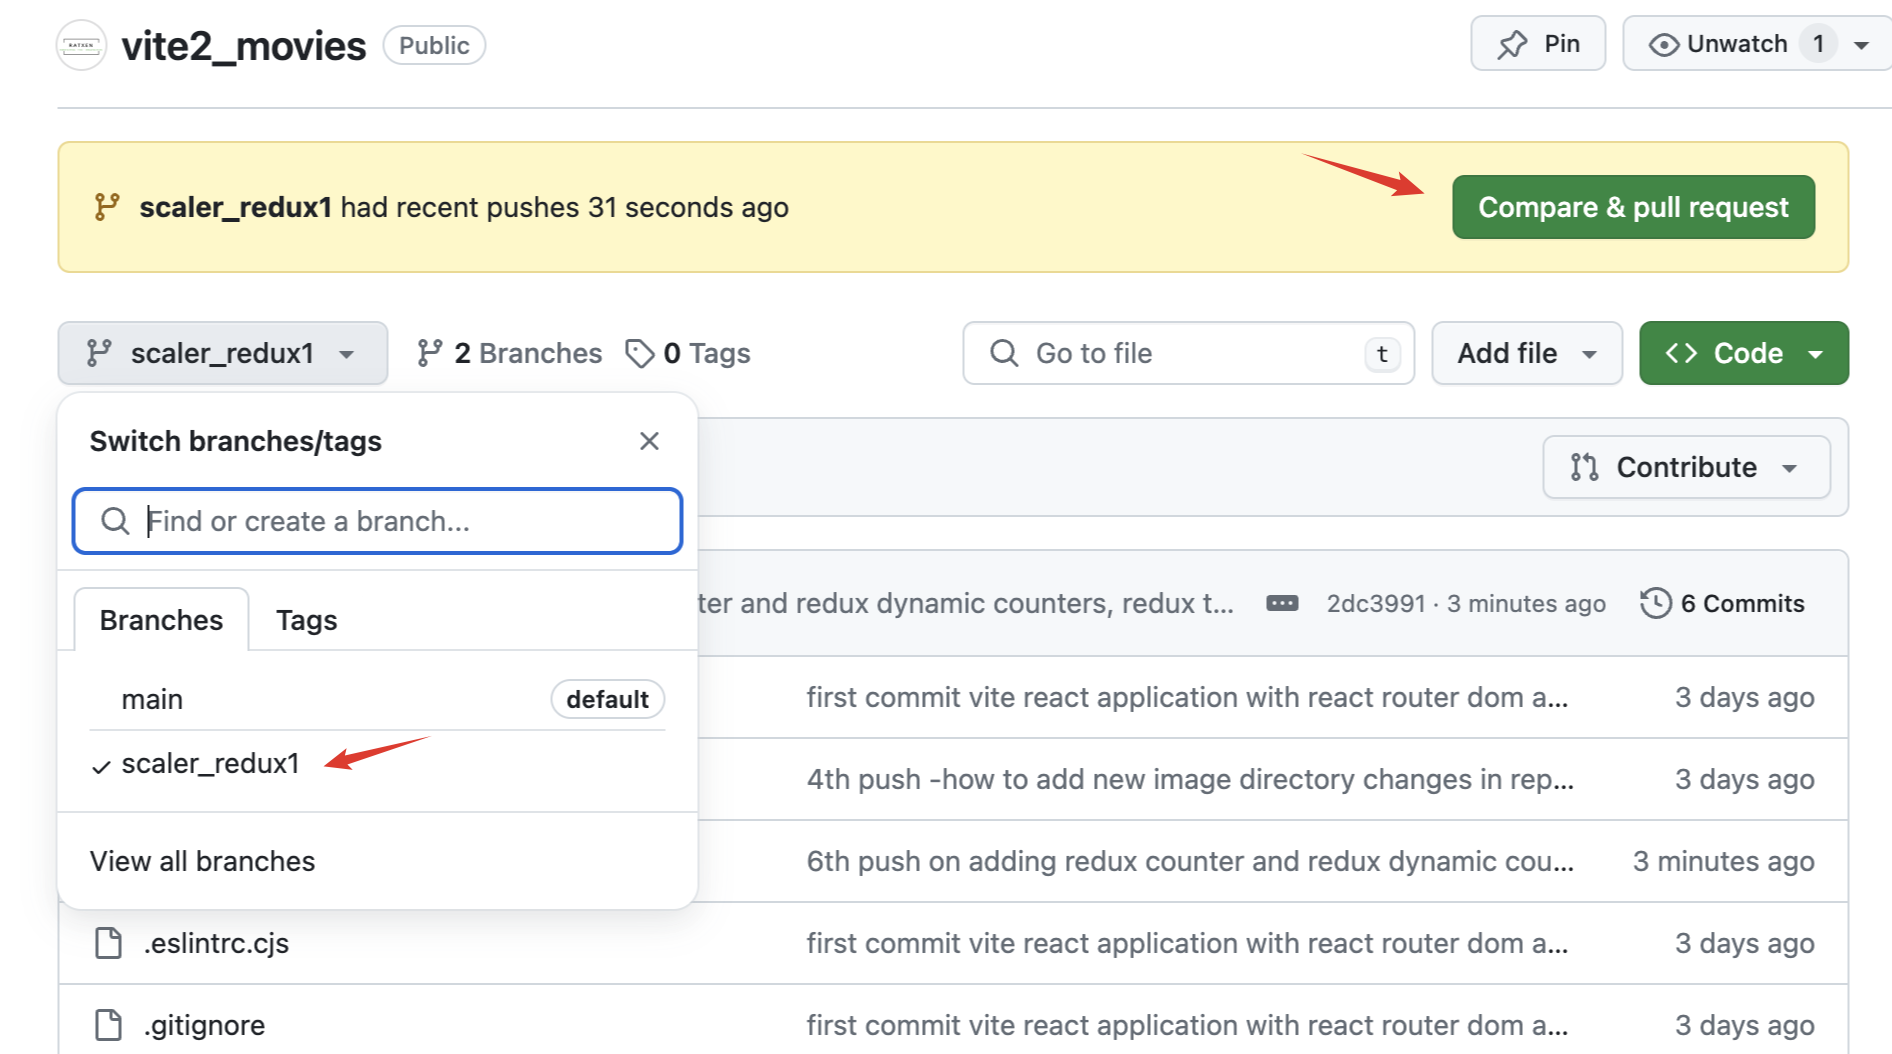 KATXEN
vite2_movies Public Pin Unwatch 1
scaler_redux1 had recent pushes 31 seconds ago Compare & pull request
scaler_redux1 2 Branches 0 Tags Go to file t Add file Code
Switch branches/tags
Contribute
Find or create a branch...
ter and redux dynamic counters, redux t... 2dc3991 · 3 minutes ago 6 Commits
Branches Tags
main default first commit vite react application with react router dom a... 3 days ago
scaler_redux1 4th push -how to add new image directory changes in rep... 3 days ago
View all branches 6th push on adding redux counter and redux dynamic cou... 3 minutes ago
.eslintrc.cjs first commit vite react application with react router dom a... 3 days ago
.gitignore first commit vite react application with react router dom a... 3 days ago